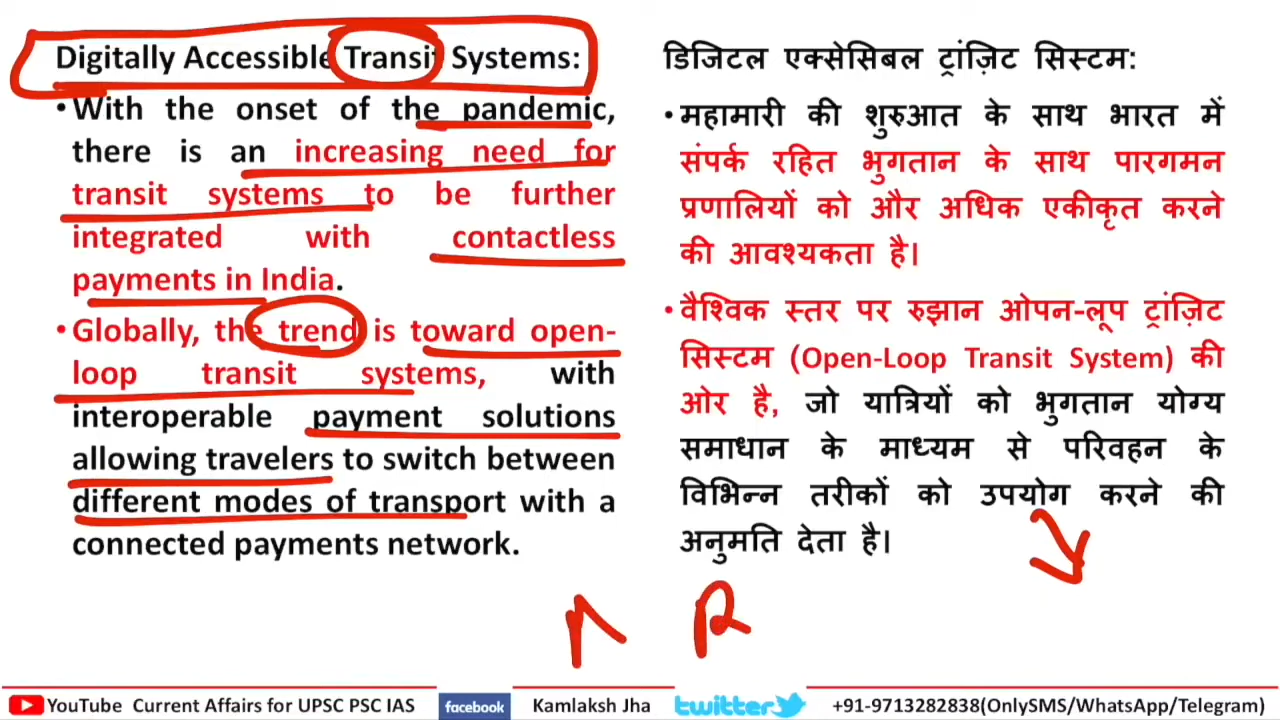 Digitally Accessible Transit Systems:
•With the onset of the pandemic,
there is an increasing need for
transit systems to be further
integrated with contactless
payments in India.
•Globally, the trend is toward open-
loop transit systems, with
interoperable payment solutions
allowing travelers to switch between
different modes of transport with a
connected payments network.
डिजिटल एक्सेसिबल ट्रांज़िट सिस्टम:
•महामारी की शुरुआत के साथ भारत में
संपर्क रहित भुगतान के साथ पारगमन
प्रणालियों को और अधिक एकीकृत करने
की आवश्यकता है।
•वैश्विक स्तर पर रुझान ओपन-लूप ट्रांज़िट
सिस्टम (Open-Loop Transit System) की
ओर है, जो यात्रियों को भुगतान योग्य
समाधान के माध्यम से परिवहन के
विभिन्न तरीकों को उपयोग करने की
अनुमति देता है।
YouTube Current Affairs for UPSC PSC IAS facebook Kamlaksh Jha twitter +91-9713282838(OnlySMS/WhatsApp/Telegram)